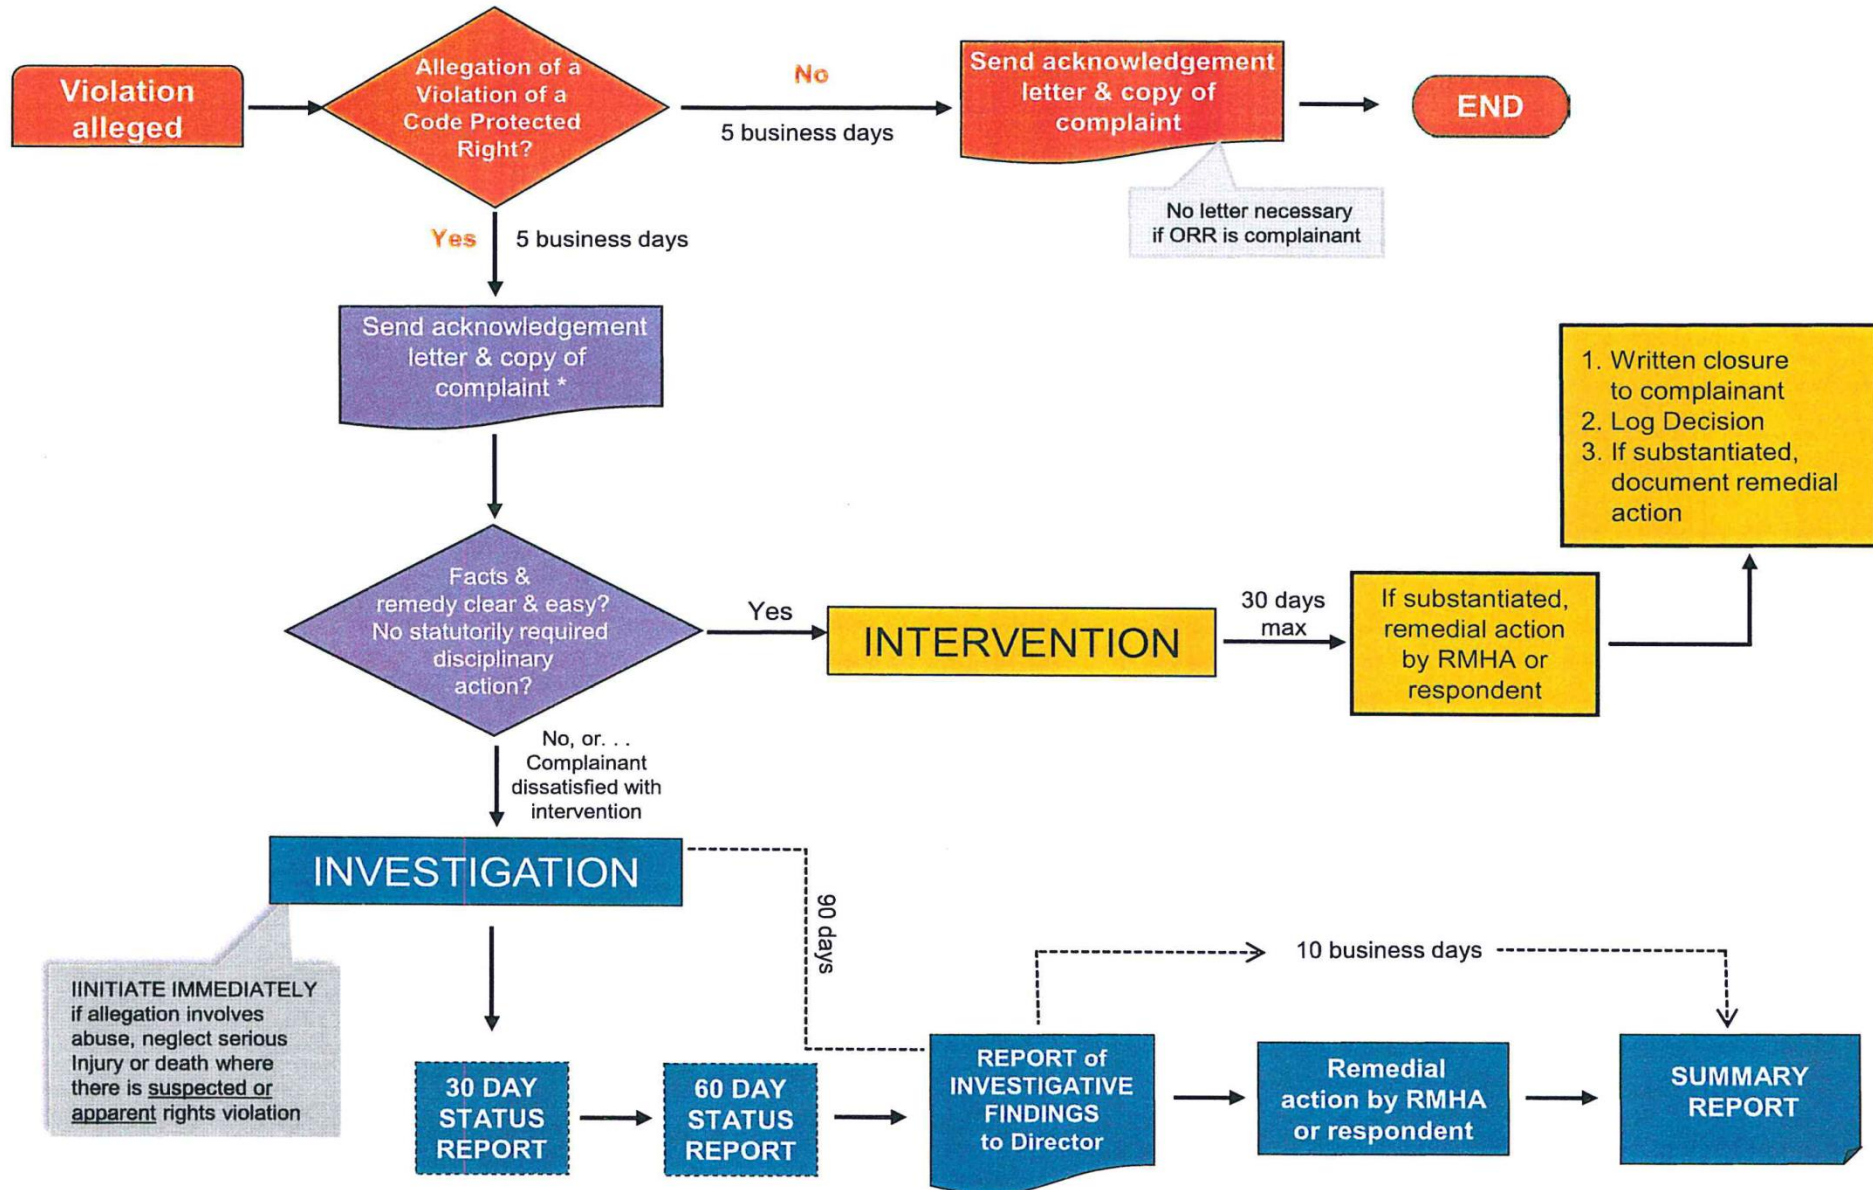 Violation
alleged
Allegation of a
Violation of a
Code Protected
Right?
No
5 business days
Send acknowledgement
letter & copy of
complaint
END
No letter necessary
if ORR is complainant
Yes
5 business days
Send acknowledgement
letter & copy of
complaint *
Facts &
remedy clear & easy?
No statutorily required
disciplinary
action?
Yes
INTERVENTION
30 days
max
If substantiated,
remedial action
by RMHA or
respondent
1. Written closure
to complainant
2. Log Decision
3. If substantiated,
document remedial
action
No, or. . .
Complainant
dissatisfied with
intervention
INVESTIGATION
IINITIATE IMMEDIATELY
if allegation involves
abuse, neglect serious
Injury or death where
there is suspected or
apparent rights violation
90 days
30 DAY
STATUS
REPORT
60 DAY
STATUS
REPORT
REPORT of
INVESTIGATIVE
FINDINGS
to Director
10 business days
Remedial
action by RMHA
or respondent
SUMMARY
REPORT